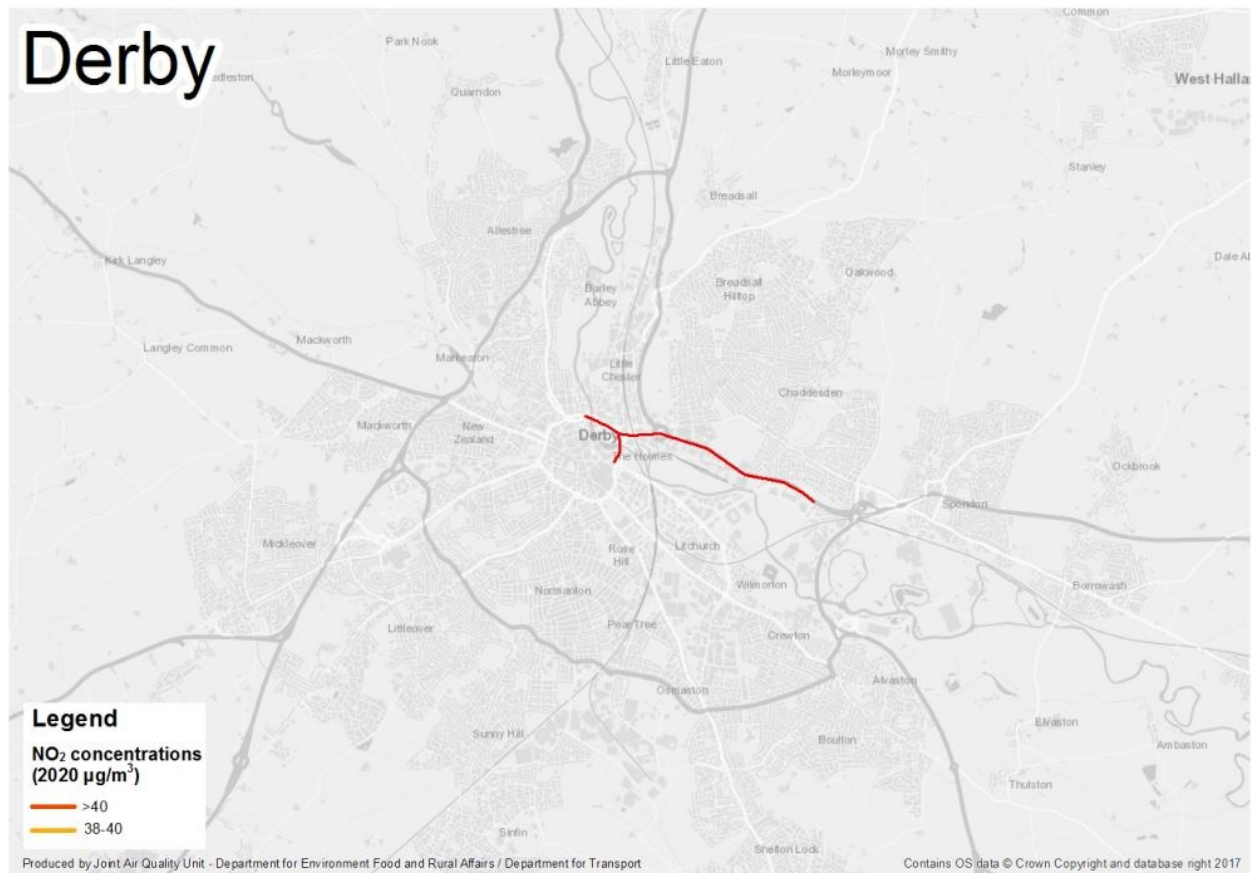 Derby
Common
Park Nook
Morley Smithy
Little Eaton
Morleymoor
West Halla
Quarndon
Stanley
Breadsall
Allestree
Dale Ab
Kirk Langley
Oakwood
Darley
Abbey
Breadsall
Hilltop
Mackworth
Langley Common
Markeaton
Little
Chester
Chaddesden
Mackworth
New
Zealand
Derby
The Holmes
Ockbrook
Spondon
Mickleover
Rose
Hill
Litchurch
Wilmorton
Borrowash
Normanton
Littleover
Pear Tree
Crewton
Osmaston
Alvaston
Sunny Hill
Boulton
Elvaston
Ambaston
Thulston
Sinfin
Shelton Lock
Legend
NO₂ concentrations
(2020 µg/m³)
>40
38-40
Produced by Joint Air Quality Unit - Department for Environment Food and Rural Affairs / Department for Transport
Contains OS data © Crown Copyright and database right 2017